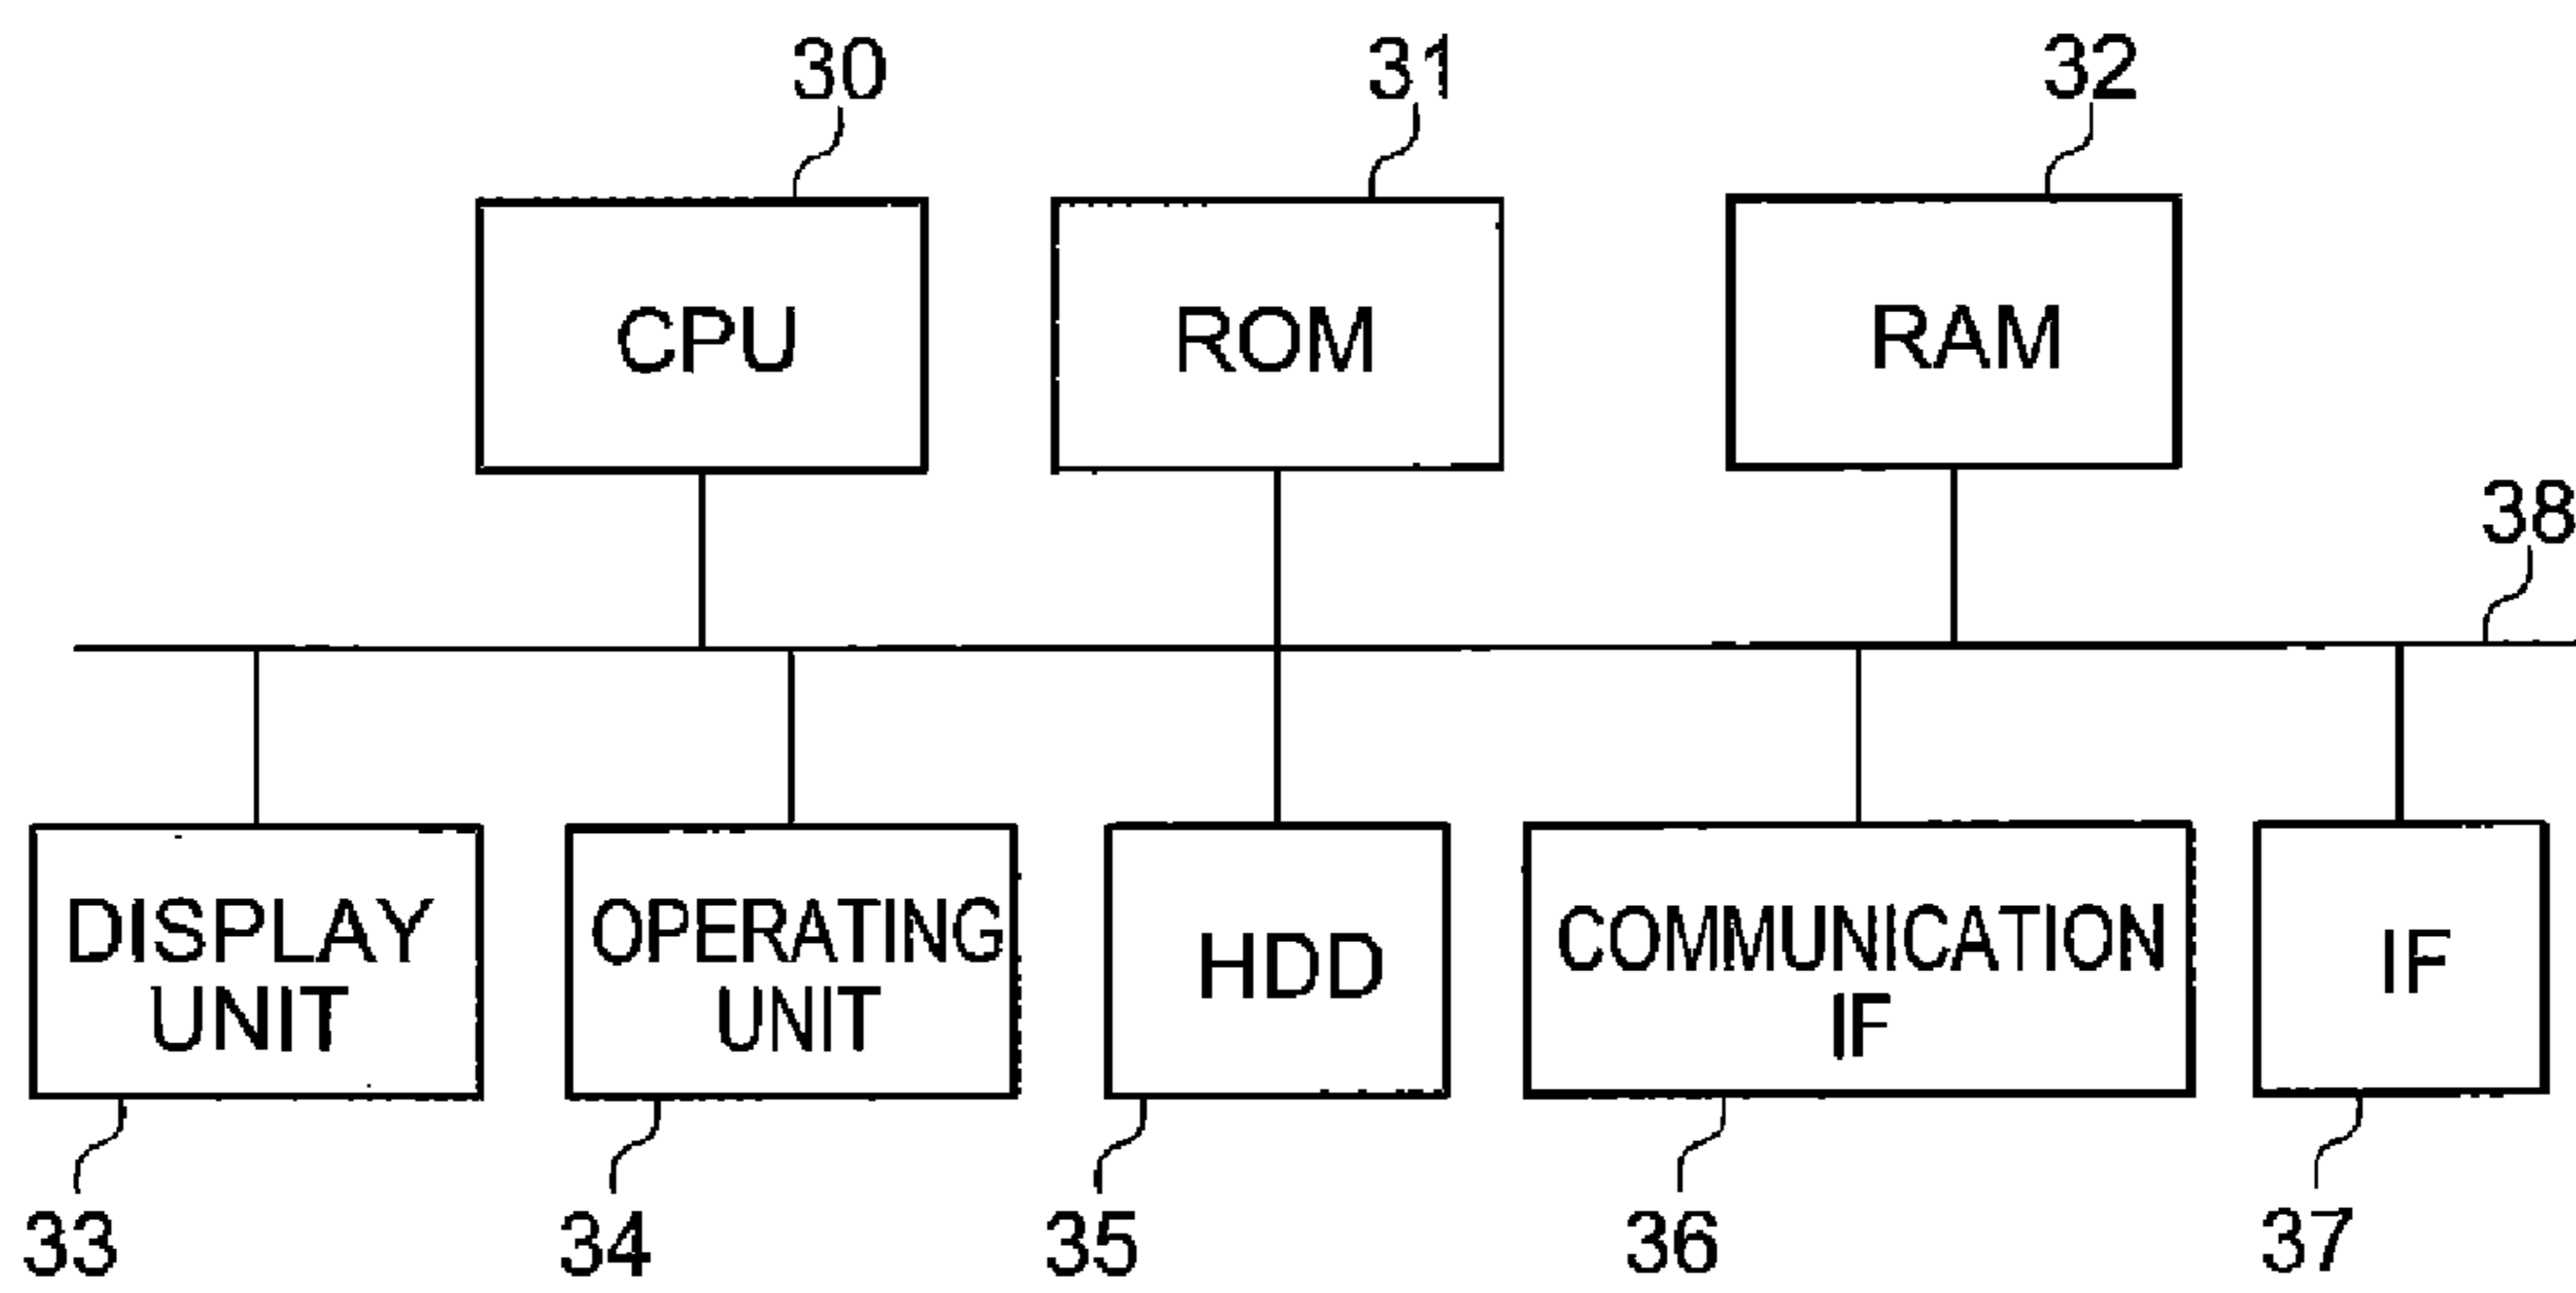 30
31
32
CPU
ROM
RAM
38
DISPLAY
UNIT
OPERATING
UNIT
HDD
COMMUNICATION
IF
IF
33
34
35
36
37